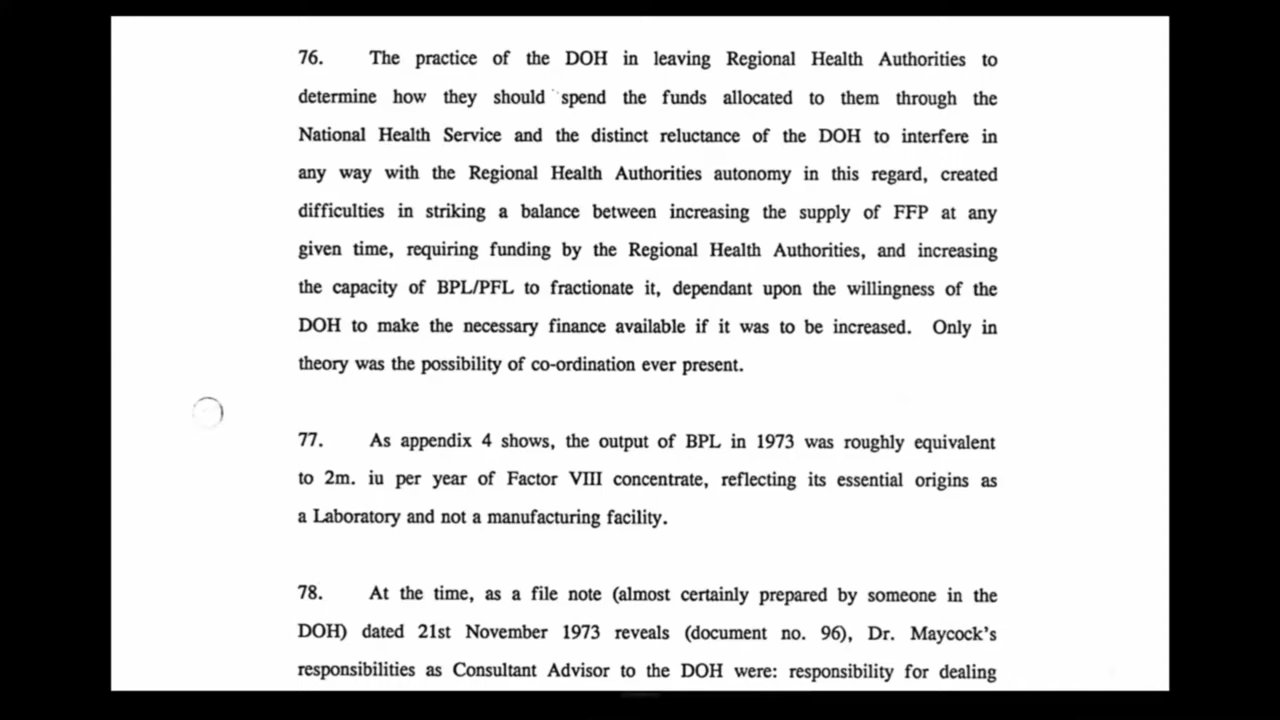 76. The practice of the DOH in leaving Regional Health Authorities to
determine how they should spend the funds allocated to them through the
National Health Service and the distinct reluctance of the DOH to interfere in
any way with the Regional Health Authorities autonomy in this regard, created
difficulties in striking a balance between increasing the supply of FFP at any
given time, requiring funding by the Regional Health Authorities, and increasing
the capacity of BPL/PFL to fractionate it, dependant upon the willingness of the
DOH to make the necessary finance available if it was to be increased. Only in
theory was the possibility of co-ordination ever present.
77. As appendix 4 shows, the output of BPL in 1973 was roughly equivalent
to 2m. iu per year of Factor VIII concentrate, reflecting its essential origins as
a Laboratory and not a manufacturing facility.
78. At the time, as a file note (almost certainly prepared by someone in the
DOH) dated 21st November 1973 reveals (document no. 96), Dr. Maycock's
responsibilities as Consultant Advisor to the DOH were: responsibility for dealing